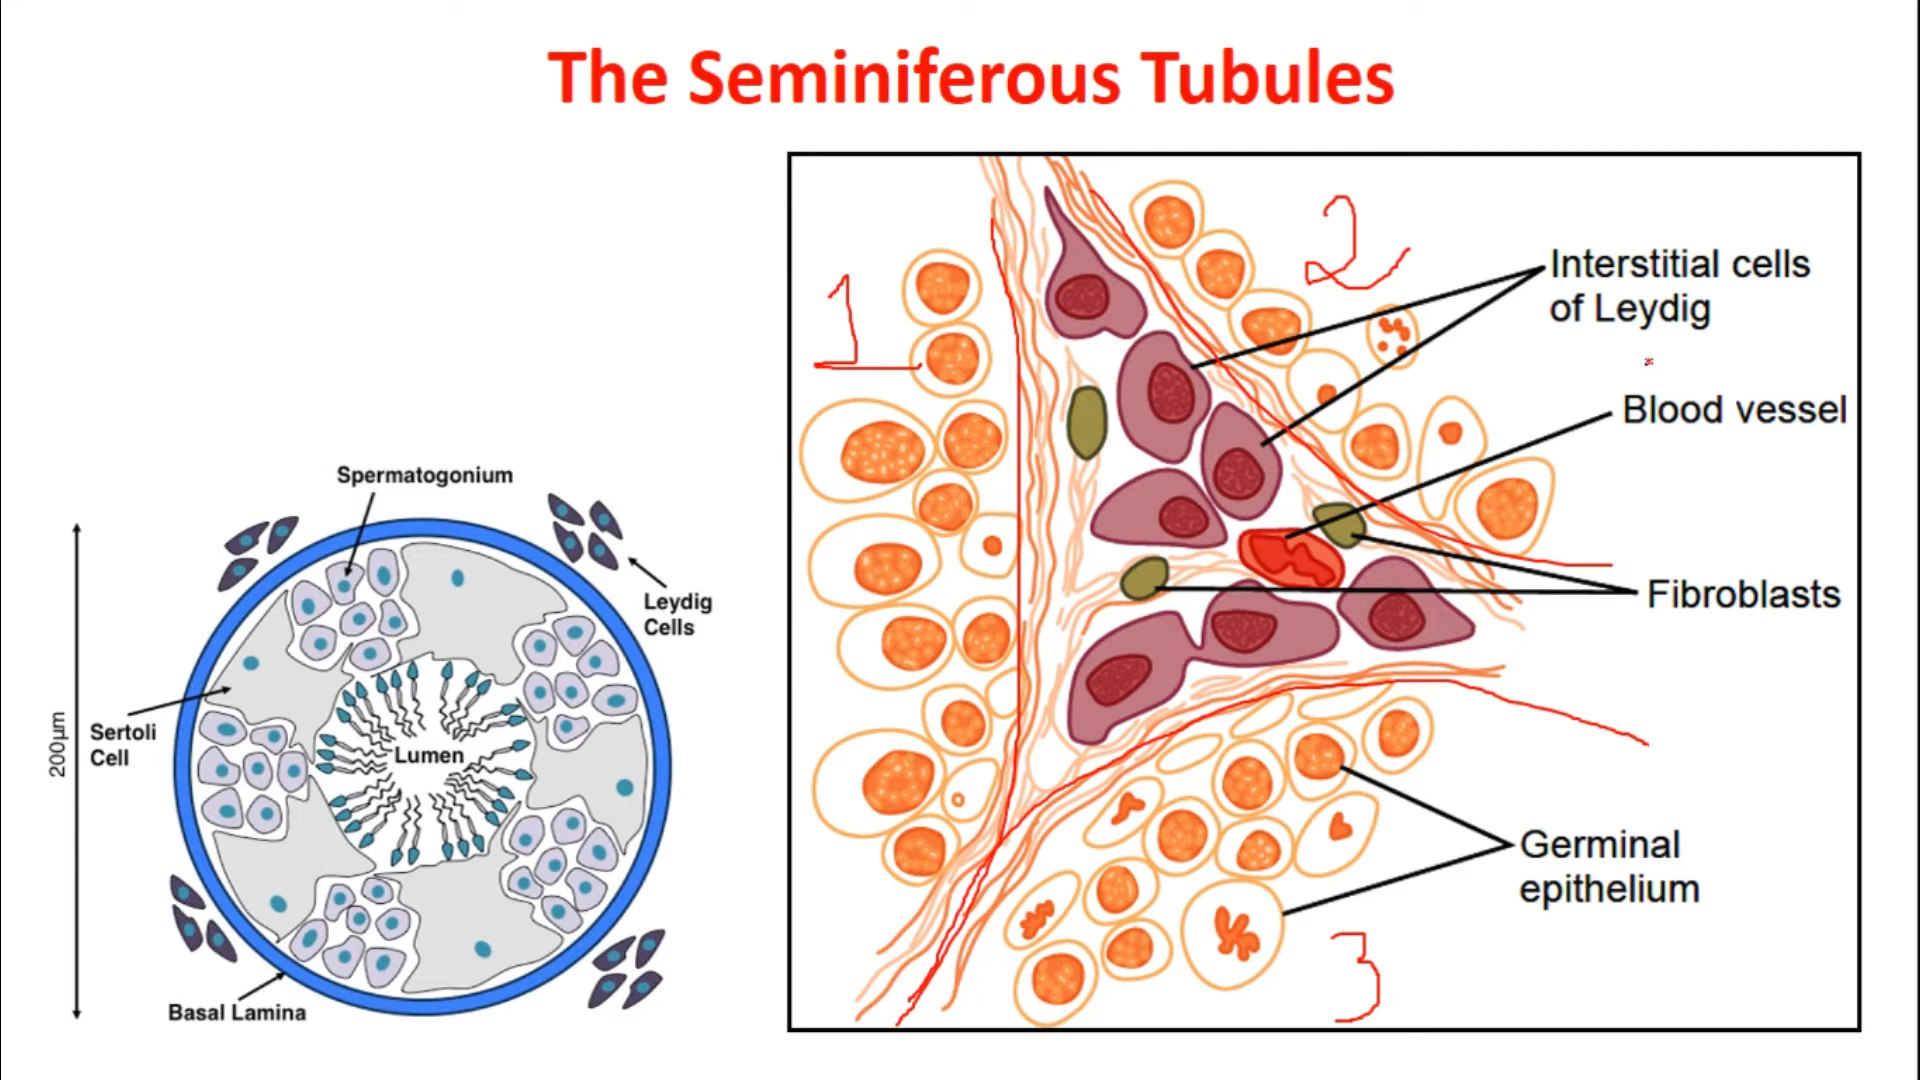 The Seminiferous Tubules
Spermatogonium
Leydig
Cells
Sertoli
Cell
Lumen
200µm
Basal Lamina
1
2
3
Interstitial cells
of Leydig
Blood vessel
Fibroblasts
Germinal
epithelium